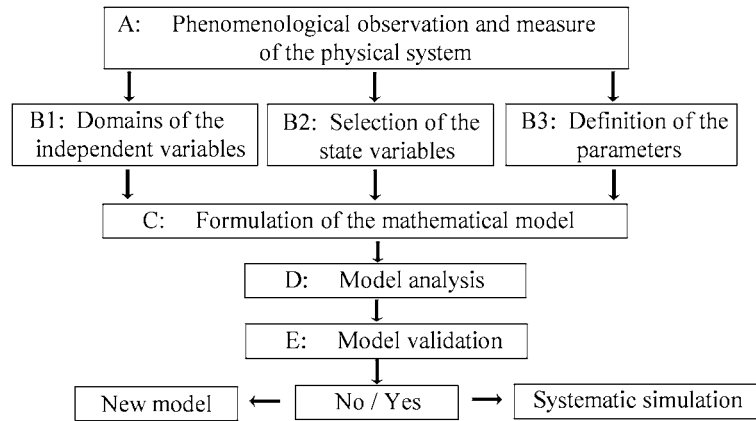 A: Phenomenological observation and measure
of the physical system
B1: Domains of the
independent variables
B2: Selection of the
state variables
B3: Definition of the
parameters
C: Formulation of the mathematical model
D: Model analysis
E: Model validation
New model
No / Yes
Systematic simulation